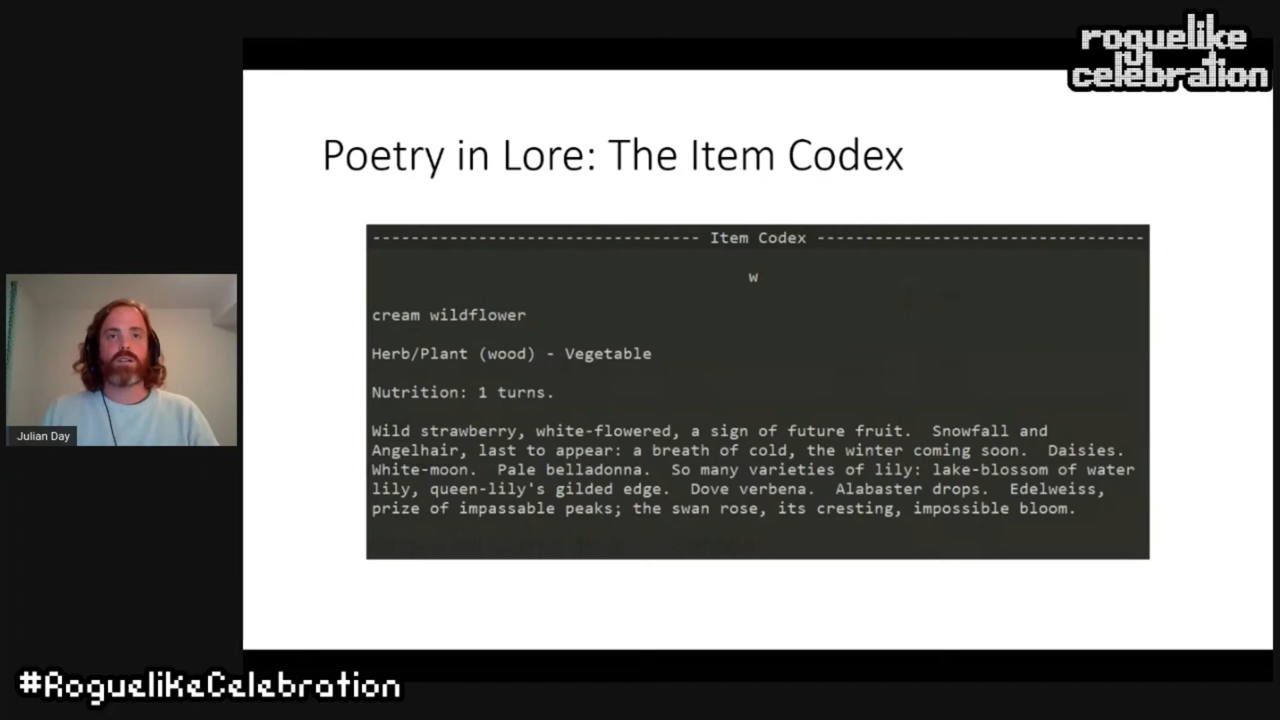 roguelike
celebration
Poetry in Lore: The Item Codex
---------------------------------- Item Codex ----------------------------------
w
cream wildflower
Herb/Plant (wood) - Vegetable
Nutrition: 1 turns.
Wild strawberry, white-flowered, a sign of future fruit.  Snowfall and
Angelhair, last to appear: a breath of cold, the winter coming soon.  Daisies.
White-moon.  Pale belladonna.  So many varieties of lily: lake-blossom of water
lily, queen-lily's gilded edge.  Dove verbena.  Alabaster drops.  Edelweiss,
prize of impassable peaks; the swan rose, its cresting, impossible bloom.
Julian Day
#RoguelikeCelebration